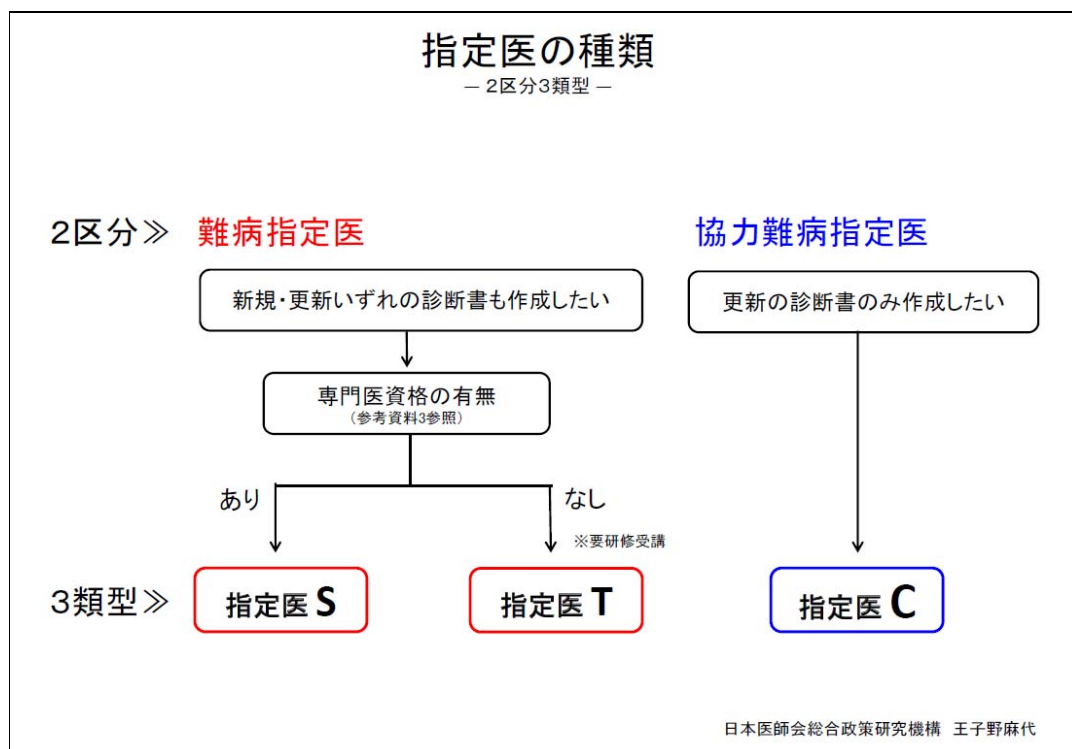 指定医の種類
― 2区分3類型 ―
2区分≫ 難病指定医 協力難病指定医
新規・更新いずれの診断書も作成したい 更新の診断書のみ作成したい
専門医資格の有無
(参考資料3参照)
あり なし
※要研修受講
3類型≫ 指定医 S 指定医 T 指定医 C
日本医師会総合政策研究機構 王子野麻代